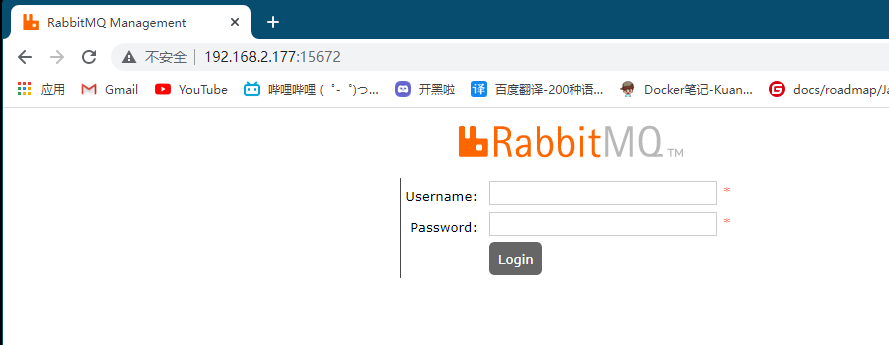 RabbitMQ Management
不安全 192.168.2.177:15672
应用 Gmail YouTube 哔哩哔哩 ( ゜- ゜)つ... 开黑啦 百度翻译-200种语... Docker笔记-Kuan... docs/roadmap/Ja
RabbitMQ TM
Username: *
Password: *
Login